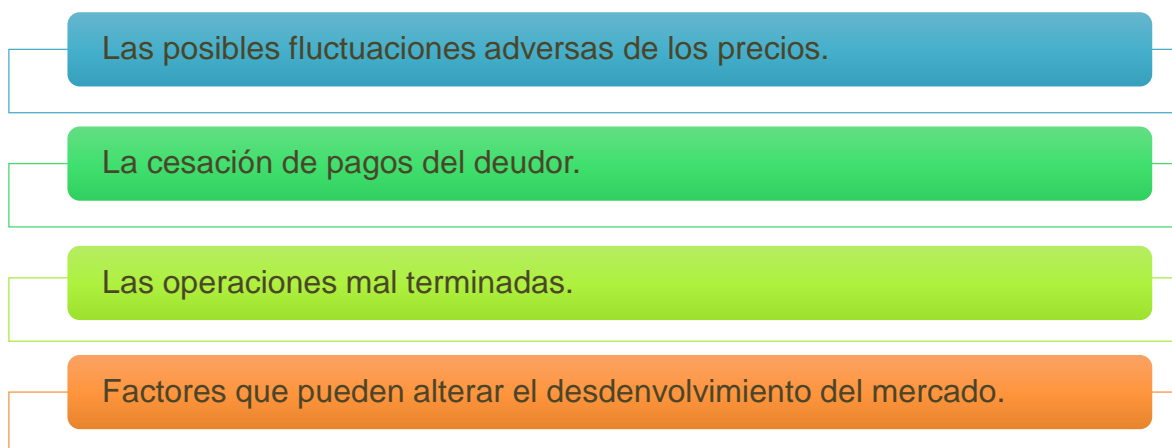 Las posibles fluctuaciones adversas de los precios.
La cesación de pagos del deudor.
Las operaciones mal terminadas.
Factores que pueden alterar el desdenvolvimiento del mercado.